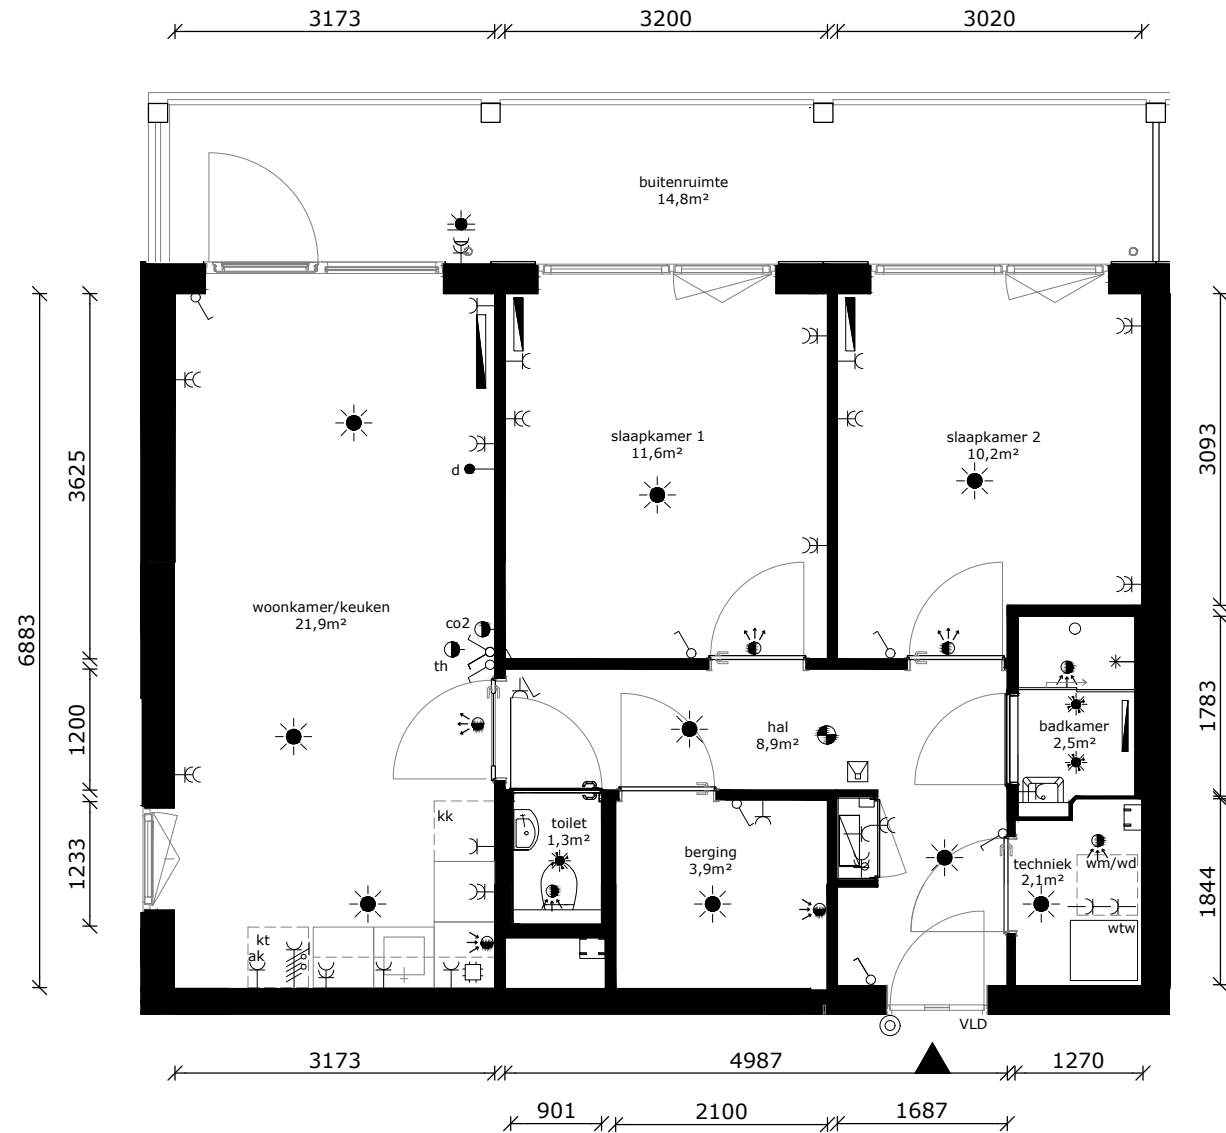 3173
3200
3020
buitenruimte
14,8m²
6883
3625
1200
1233
3093
1783
1844
slaapkamer 1
11,6m²
slaapkamer 2
10,2m²
d
woonkamer/keuken
21,9m²
co2
th
hal
8,9m²
badkamer
2,5m²
kk
toilet
1,3m²
berging
3,9m²
techniek
2,1m²
wm/wd
wtw
kt
ak
VLD
3173
4987
1270
901
2100
1687